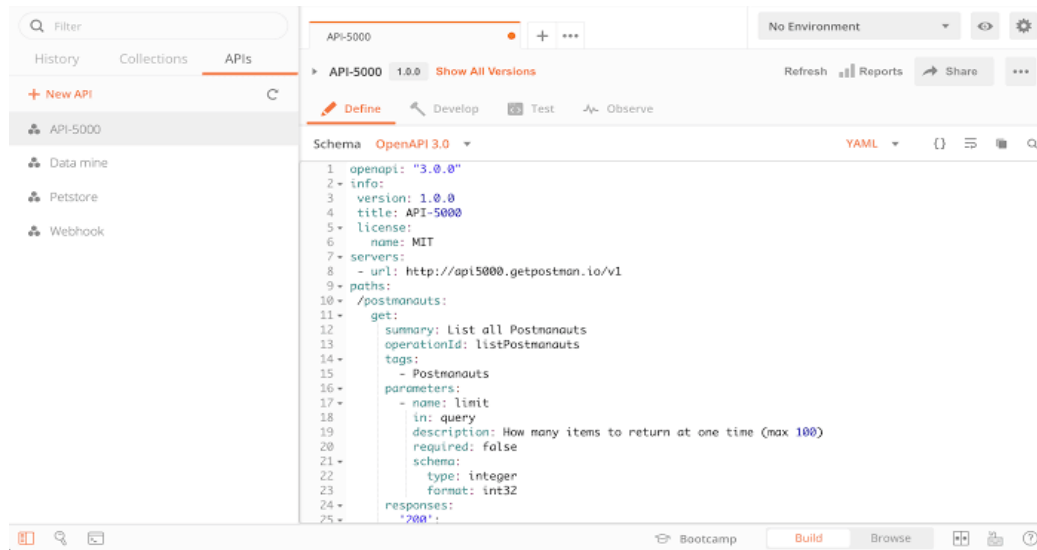 Filter
History Collections APIs
+ New API
API-5000
Data mine
Petstore
Webhook
API-5000
No Environment
API-5000 1.0.0 Show All Versions
Refresh Reports Share
Define Develop Test Observe
Schema OpenAPI 3.0 YAML {}
1 openapi: "3.0.0"
2 info:
3 version: 1.0.0
4 title: API-5000
5 license:
6 name: MIT
7 servers:
8 - url: http://api5000.getpostman.io/v1
9 paths:
10 /postmanauts:
11 get:
12 summary: List all Postmanauts
13 operationId: listPostmanauts
14 tags:
15 - Postmanauts
16 parameters:
17 - name: limit
18 in: query
19 description: How many items to return at one time (max 100)
20 required: false
21 schema:
22 type: integer
23 format: int32
24 responses:
25 '200':
Bootcamp Build Browse